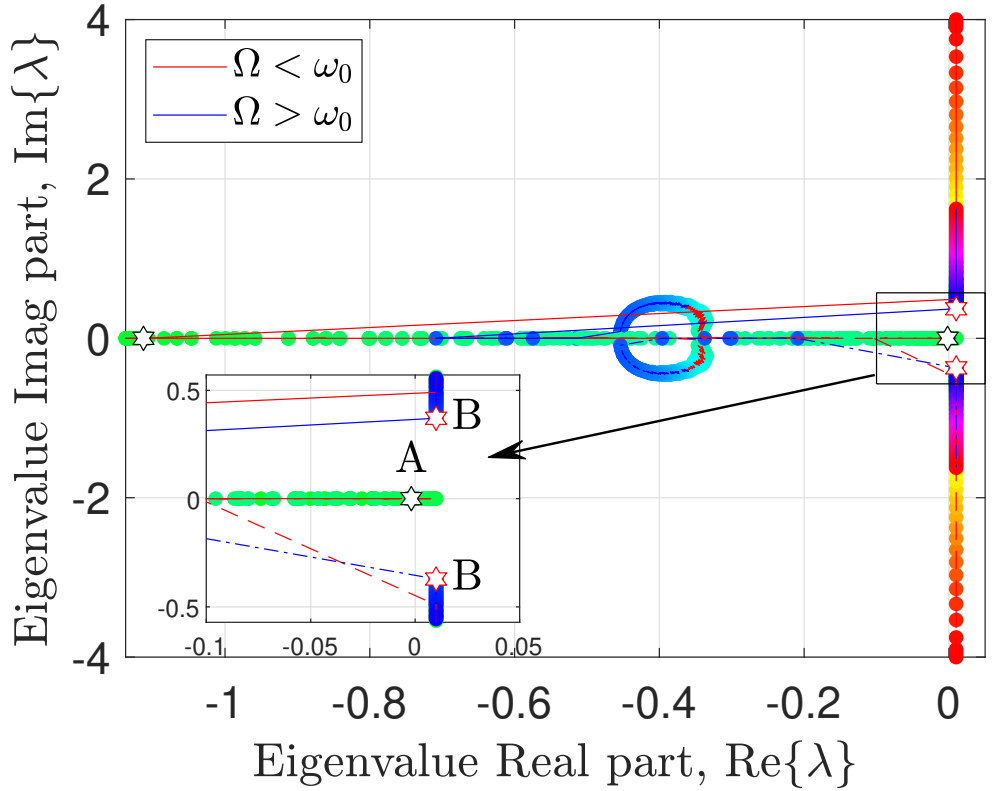 4
2
0
-2
-4
Eigenvalue Imag part, Im{λ}
Ω < ω₀
Ω > ω₀
0.5
0
-0.5
B
A
B
-0.1
-0.05
0
0.05
-1
-0.8
-0.6
-0.4
-0.2
0
Eigenvalue Real part, Re{λ}